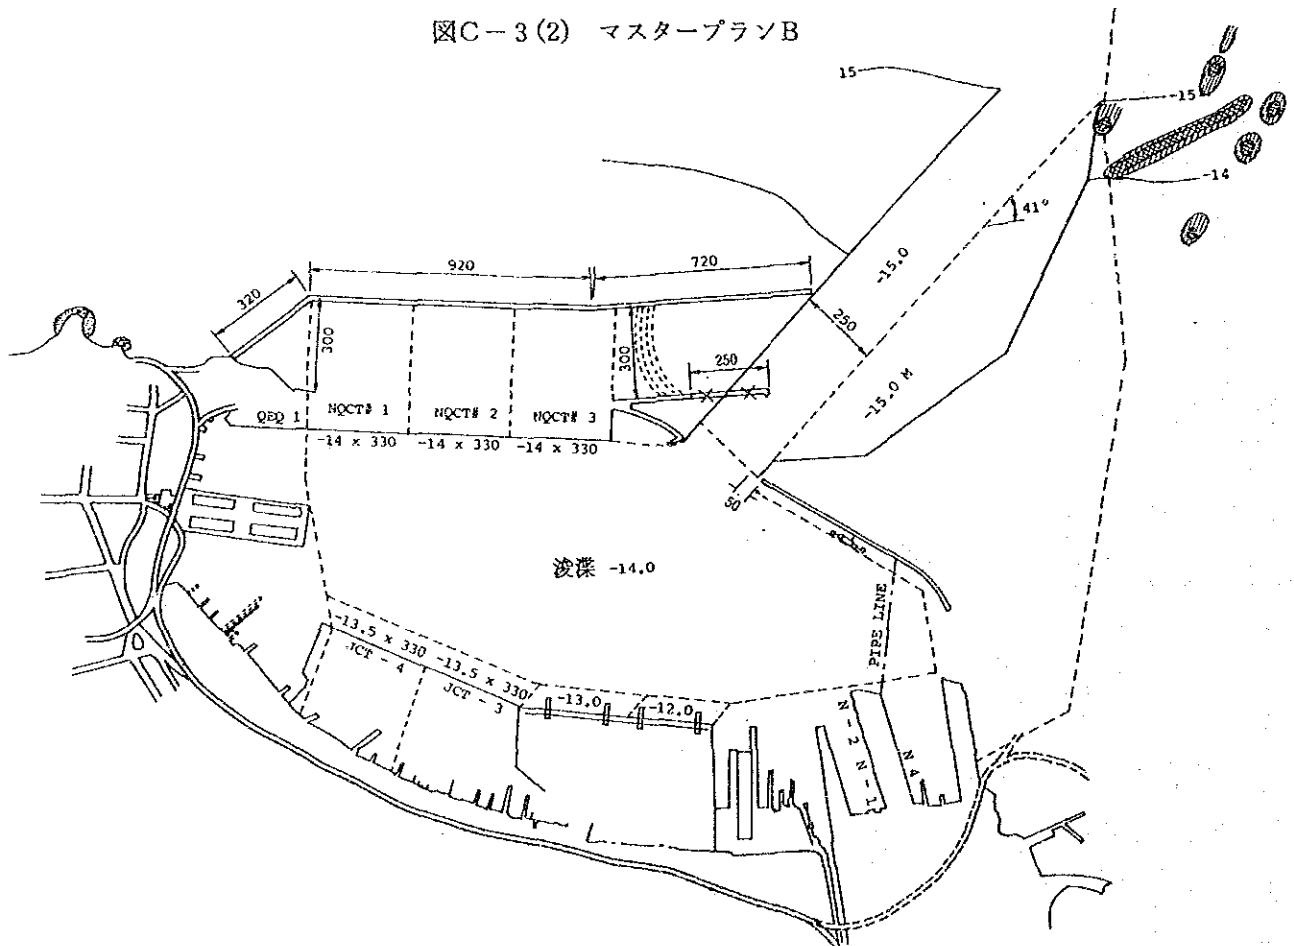 図C-3(2) マスタープランB
15
-15
-14
41°
920
720
320
-15.0
250
300
300
250
-15.0 M
QEQ 1
NQCT# 1
NQCT# 2
NQCT# 3
-14 x 330
-14 x 330
-14 x 330
50
浚渫 -14.0
PIPE LINE
-13.5 x 330
-13.5 x 330
JCT - 4
JCT - 3
-13.0
-12.0
N - 2
N - 1
N 4